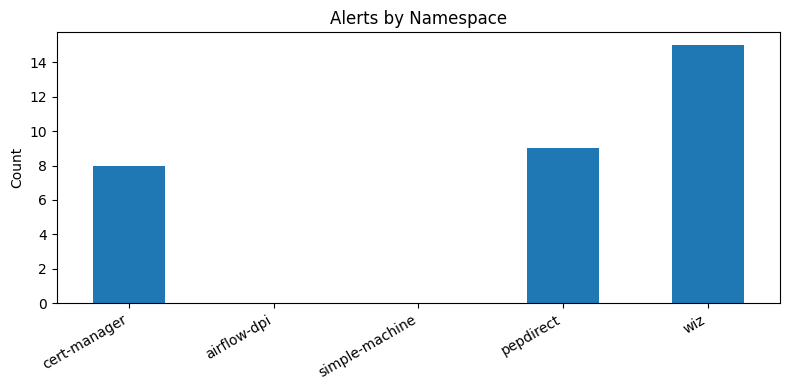 Alerts by Namespace
Count
14
12
10
8
6
4
2
0
cert-manager
airflow-dpi
simple-machine
pepdirect
wiz